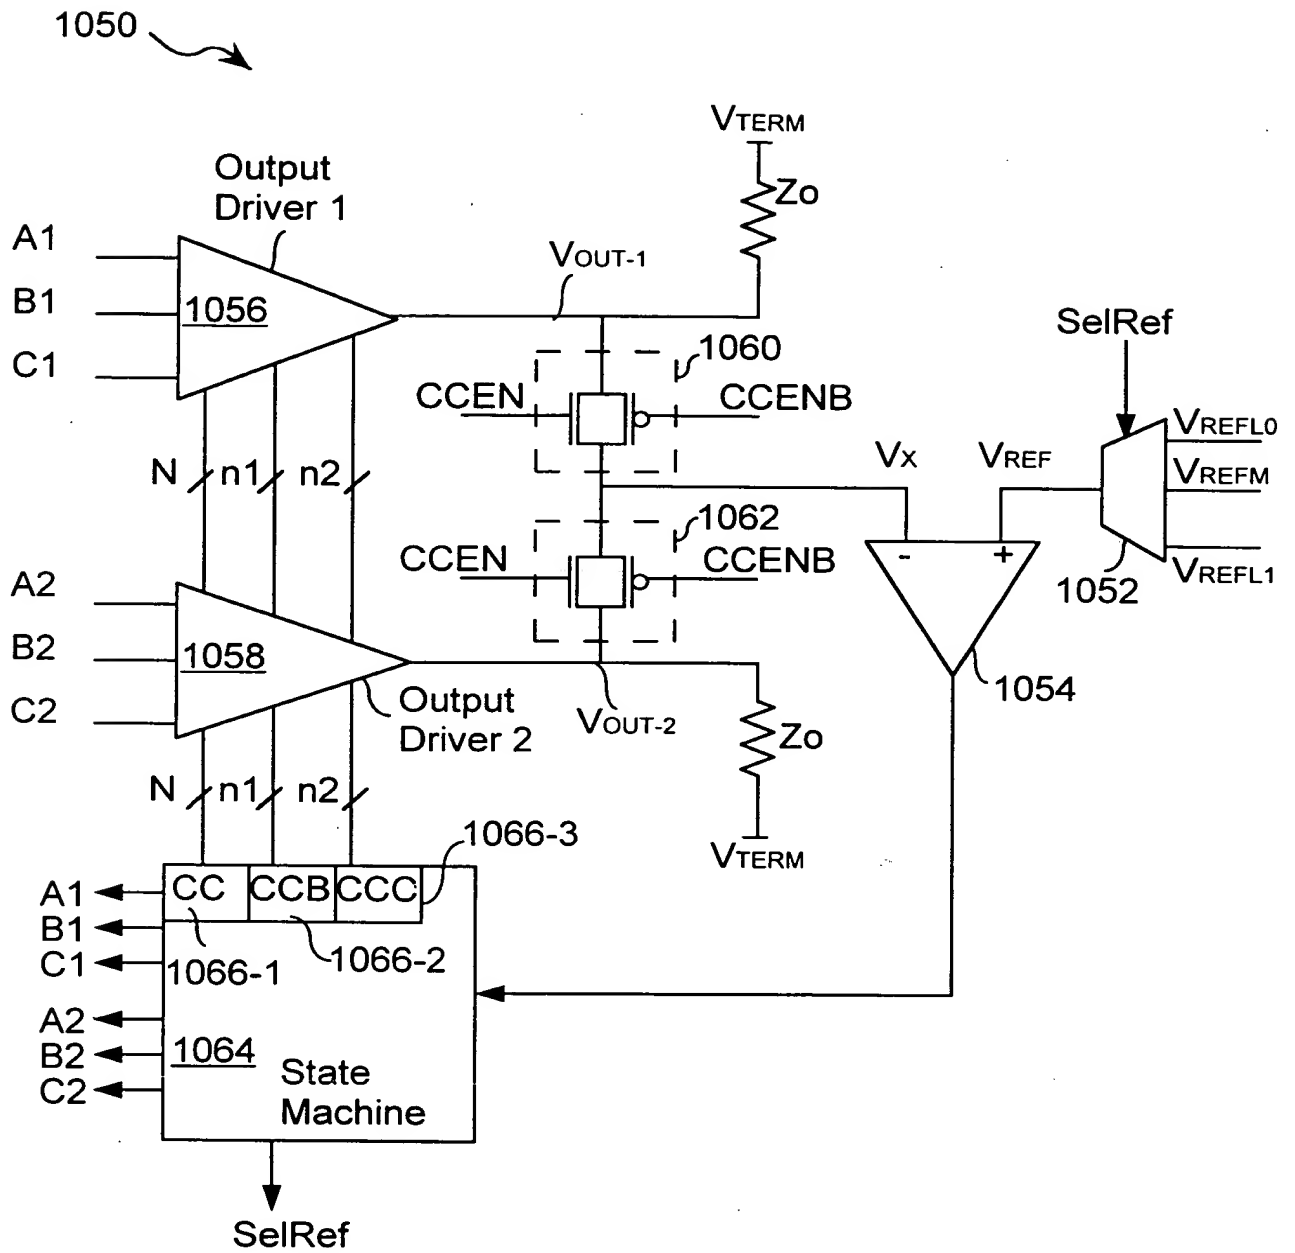 1050
VTERM
Output
Driver 1
Zo
A1
VOUT-1
B1
1056
SelRef
1060
C1
CCEN
CCENB
VREFL0
N
n1
n2
VX
VREF
VREFM
1062
CCEN
CCENB
-
+
VREFL1
1052
A2
B2
1058
1054
C2
Output
Driver 2
VOUT-2
Zo
N
n1
n2
1066-3
VTERM
A1
CC
CCB
CCC
B1
C1
1066-1
1066-2
A2
B2
1064
C2
State
Machine
SelRef